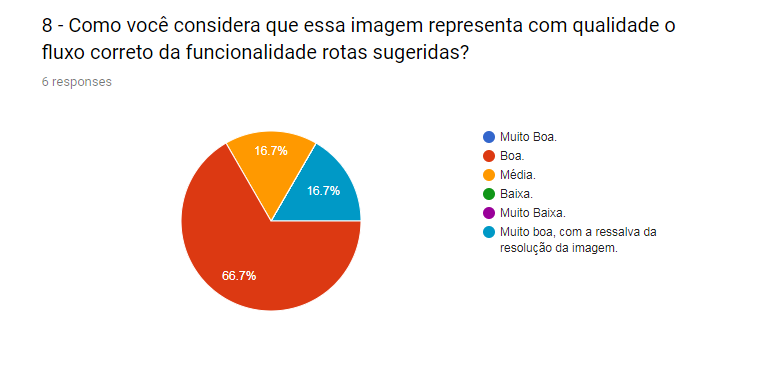 8 - Como você considera que essa imagem representa com qualidade o
fluxo correto da funcionalidade rotas sugeridas?
6 responses
16.7%
16.7%
66.7%
Muito Boa.
Boa.
Média.
Baixa.
Muito Baixa.
Muito boa, com a ressalva da
resolução da imagem.